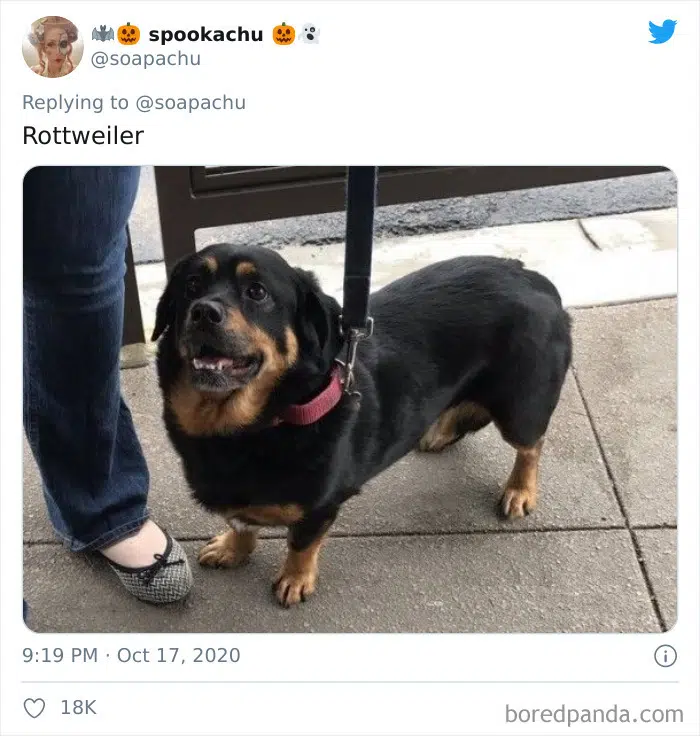 🦇🎃 spookachu 🎃👻
@soapachu
Replying to @soapachu
Rottweiler
9:19 PM · Oct 17, 2020
18K
boredpanda.com